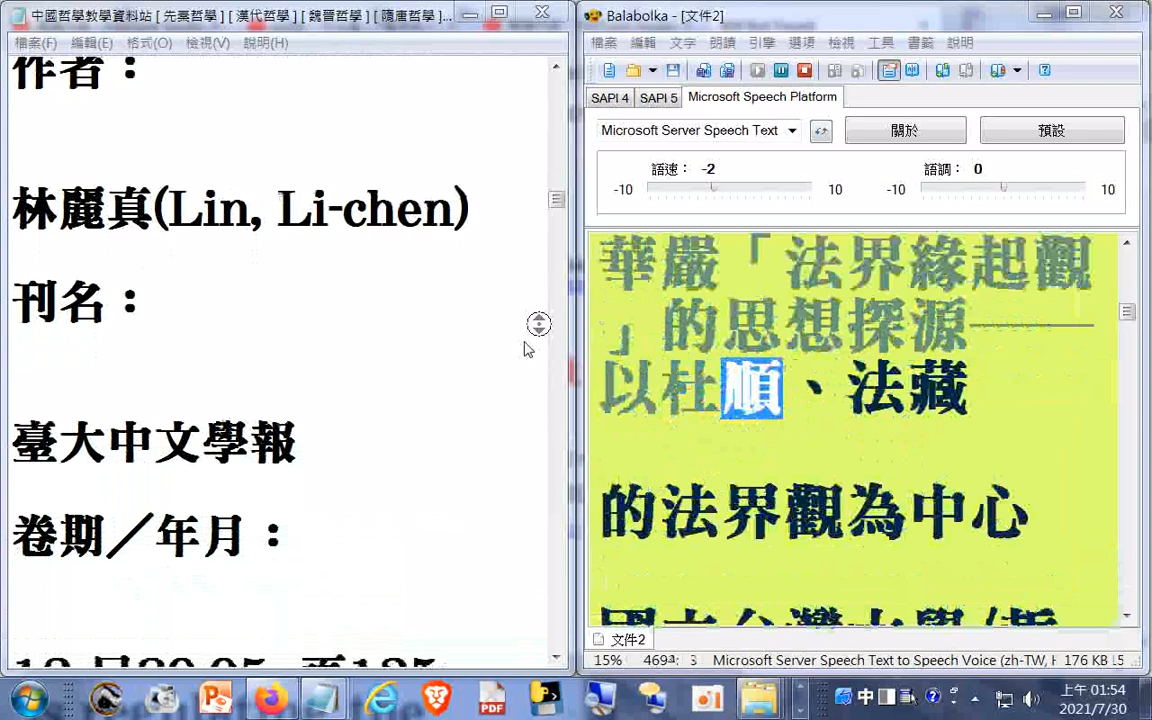 中國哲學教學資料站 [ 先秦哲學 ] [ 漢代哲學 ] [ 魏晉哲學 ] [ 隋唐哲學 ]...
檔案(F) 編輯(E) 格式(O) 檢視(V) 說明(H)
作者：
林麗真(Lin, Li-chen)
刊名：
臺大中文學報
卷期／年月：
Balabolka - [文件2]
檔案 編輯 文字 朗讀 引擎 選項 檢視 工具 書籤 說明
SAPI 4 SAPI 5 Microsoft Speech Platform
Microsoft Server Speech Text 關於 預設
語速： -2 語調： 0
-10 10 -10 10
華嚴「法界緣起觀
」的思想探源——
以杜順、法藏
的法界觀為中心
文件2
15% 469 : 3 Microsoft Server Speech Text to Speech Voice (zh-TW, H 176 KB
PDF 中 上午 01:54
2021/7/30